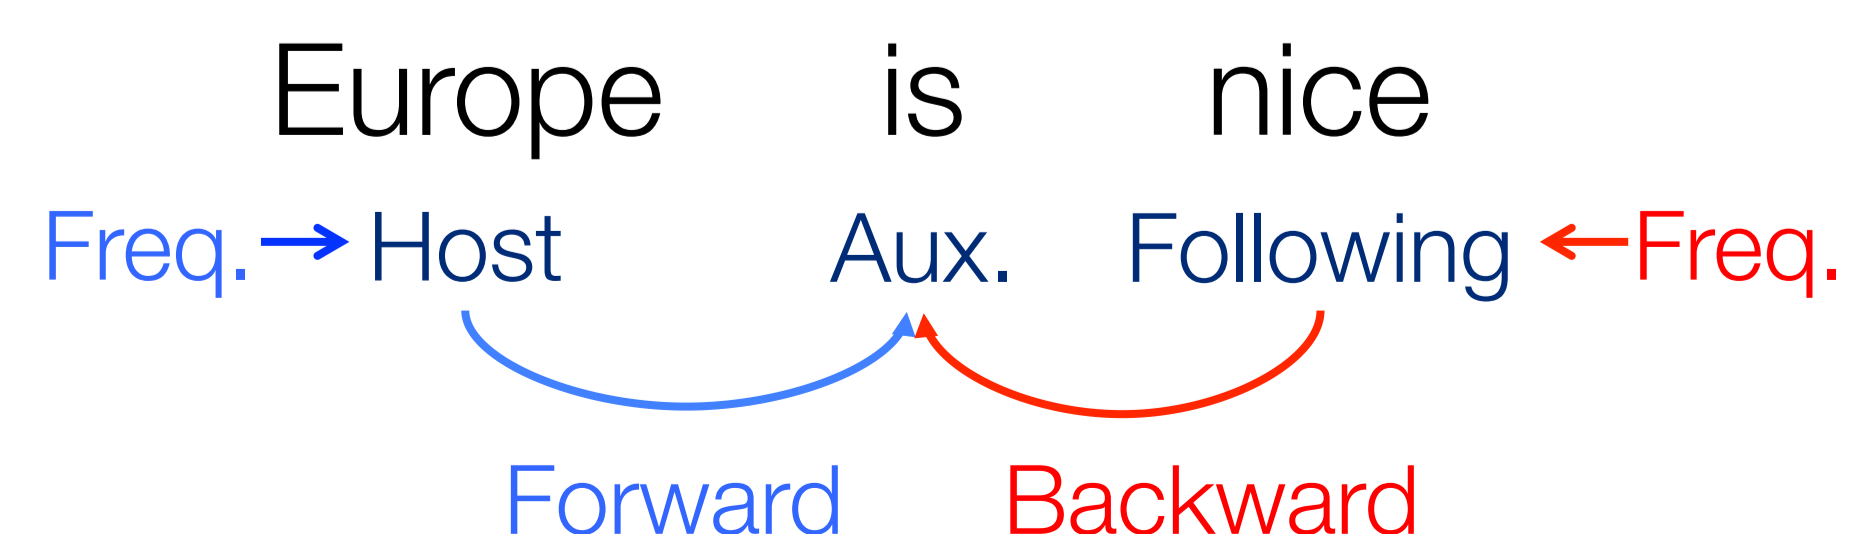 Europe is nice
Freq. Host Aux. Following Freq.
Forward Backward